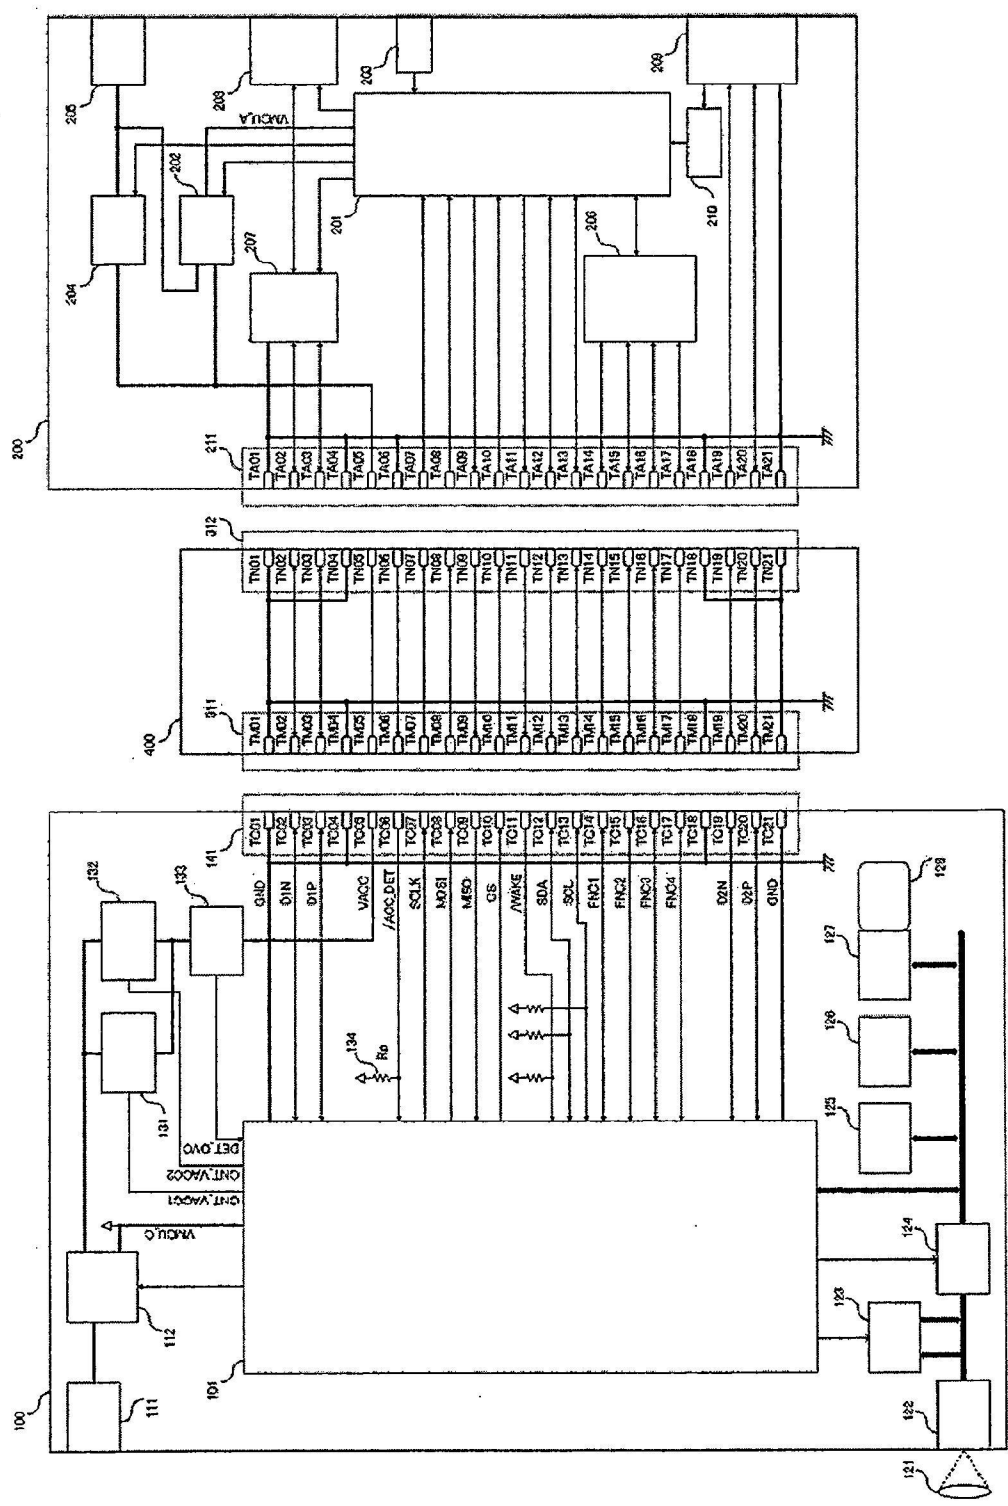 200
205
203
200
209
VMCU_A
202
204
207
201
206
210
211
TA01
TA02
TA03
TA04
TA05
TA06
TA07
TA08
TA09
TA10
TA11
TA12
TA13
TA14
TA15
TA16
TA17
TA18
TA19
TA20
TA21
312
TN01
TN02
TN03
TN04
TN05
TN06
TN07
TN08
TN09
TN10
TN11
TN12
TN13
TN14
TN15
TN16
TN17
TN18
TN19
TN20
TN21
400
311
TM01
TM02
TM03
TM04
TM05
TM06
TM07
TM08
TM09
TM10
TM11
TM12
TM13
TM14
TM15
TM16
TM17
TM18
TM19
TM20
TM21
141
TC01
TC02
TC03
TC04
TC05
TC06
TC07
TC08
TC09
TC10
TC11
TC12
TC13
TC14
TC15
TC16
TC17
TC18
TC19
TC20
TC21
GND
D1N
D1P
VACC
/ACC_DET
SCLK
MOSI
MISO
CS
/WAKE
SDA
SCL
FNC1
FNC2
FNC3
FNC4
D2N
D2P
GND
132
133
131
134
Rp
DET_OVC
CNT_VACC2
CNT_VACC1
VMCU_C
112
111
100
101
128
127
126
125
124
123
122
121